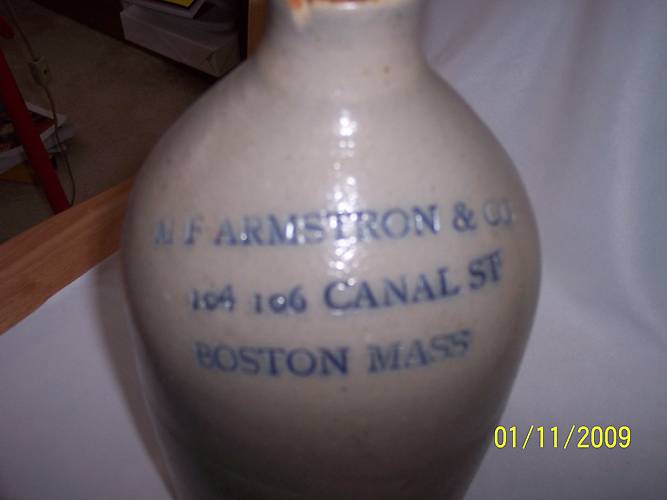 M F ARMSTRON & CO
104 106 CANAL ST
BOSTON MASS
01/11/2009